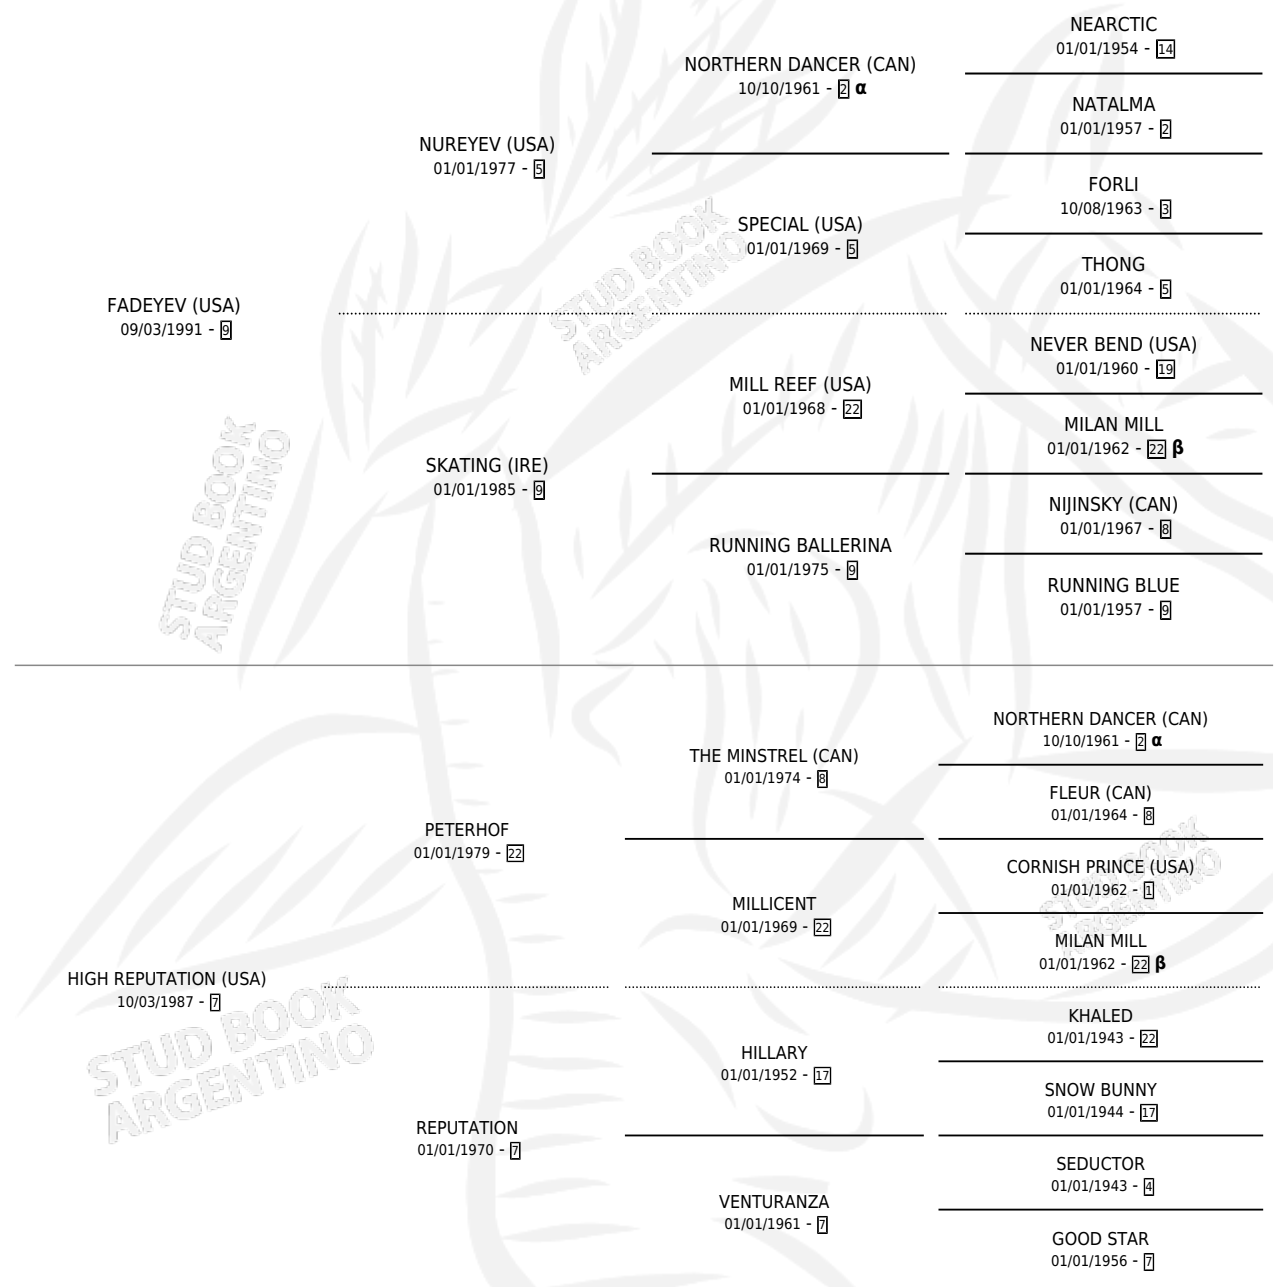 NEARCTIC
01/01/1954 - 14
NORTHERN DANCER (CAN)
10/10/1961 - 2 α
NATALMA
01/01/1957 - 2
NUREYEV (USA)
01/01/1977 - 5
FORLI
10/08/1963 - 3
SPECIAL (USA)
01/01/1969 - 5
THONG
01/01/1964 - 5
FADEYEV (USA)
09/03/1991 - 9
NEVER BEND (USA)
01/01/1960 - 19
MILL REEF (USA)
01/01/1968 - 22
MILAN MILL
01/01/1962 - 22 β
SKATING (IRE)
01/01/1985 - 9
NIJINSKY (CAN)
01/01/1967 - 8
RUNNING BALLERINA
01/01/1975 - 9
RUNNING BLUE
01/01/1957 - 9
NORTHERN DANCER (CAN)
10/10/1961 - 2 α
THE MINSTREL (CAN)
01/01/1974 - 8
FLEUR (CAN)
01/01/1964 - 8
PETERHOF
01/01/1979 - 22
CORNISH PRINCE (USA)
01/01/1962 - 1
MILLICENT
01/01/1969 - 22
MILAN MILL
01/01/1962 - 22 β
HIGH REPUTATION (USA)
10/03/1987 - 7
KHALED
01/01/1943 - 22
HILLARY
01/01/1952 - 17
SNOW BUNNY
01/01/1944 - 17
REPUTATION
01/01/1970 - 7
SEDUCTOR
01/01/1943 - 4
VENTURANZA
01/01/1961 - 7
GOOD STAR
01/01/1956 - 7
STUD BOOK
ARGENTINO
STUD BOOK
ARGENTINO
STUD BOOK
ARGENTINO
STUD BOOK
ARGENTINO